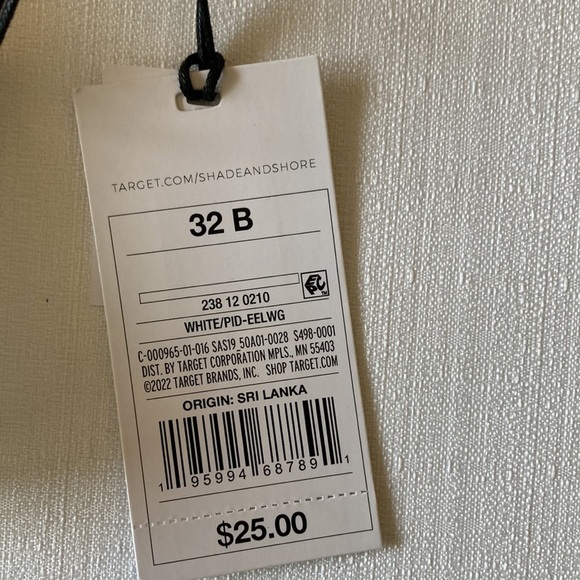 TARGET.COM/SHADEANDSHORE
32 B
238 12 0210
WHITE/PID-EELWG
C-000965-01-016 SAS19_50A01-0028 S498-0001
DIST. BY TARGET CORPORATION MPLS., MN 55403
©2022 TARGET BRANDS, INC. SHOP TARGET.COM
ORIGIN: SRI LANKA
1 95994 68789 1
$25.00